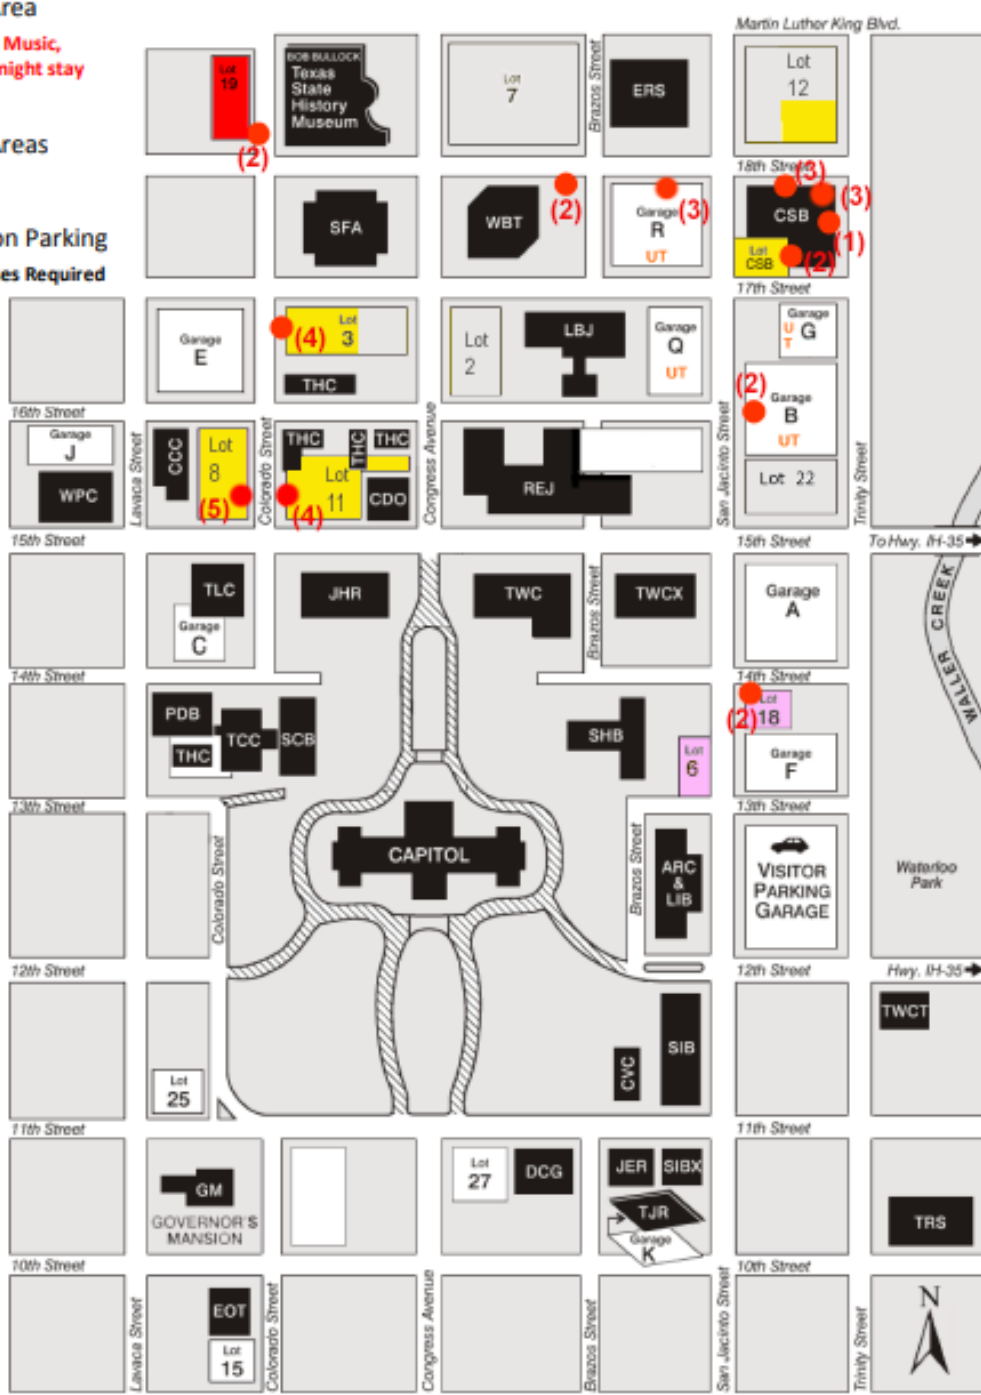 rea
Music,
night stay
reas
on Parking
es Required
Martin Luther King Blvd.
Lot
19
(2)
BOB BULLOCK
Texas
State
History
Museum
Lot
7
Brazos Street
ERS
Lot
12
18th Street
SFA
WBT
(2)
Garage
R
UT
(3)
(3)
(3)
CSB
(1)
Lot
CSB
(2)
17th Street
Garage
E
Lot
3
(4)
THC
Lot
2
LBJ
Garage
Q
UT
Garage
G
U
T
(2)
Garage
B
UT
Lot 22
16th Street
Garage
J
WPC
Lavaca Street
CCC
Lot
8
(5)
Colorado Street
THC
THC
THC
Lot
11
(4)
CDO
Congress Avenue
REJ
San Jacinto Street
Trinity Street
15th Street
15th Street
To Hwy. IH-35
TLC
Garage
C
JHR
TWC
Brazos Street
TWCX
Garage
A
WALLER CREEK
14th Street
14th Street
PDB
THC
TCC
SCB
SHB
Lot
6
Lot
18
(2)
Garage
F
13th Street
13th Street
Colorado Street
CAPITOL
Brazos Street
ARC
&
LIB
VISITOR
PARKING
GARAGE
Waterloo
Park
12th Street
12th Street
Hwy. IH-35
TWCT
Lot
25
CVC
SIB
11th Street
11th Street
GM
GOVERNOR'S
MANSION
Lot
27
DCG
JER
SIBX
TJR
Garage
K
TRS
10th Street
10th Street
Lavaca Street
EOT
Lot
15
Colorado Street
Congress Avenue
Brazos Street
San Jacinto Street
Trinity Street
N